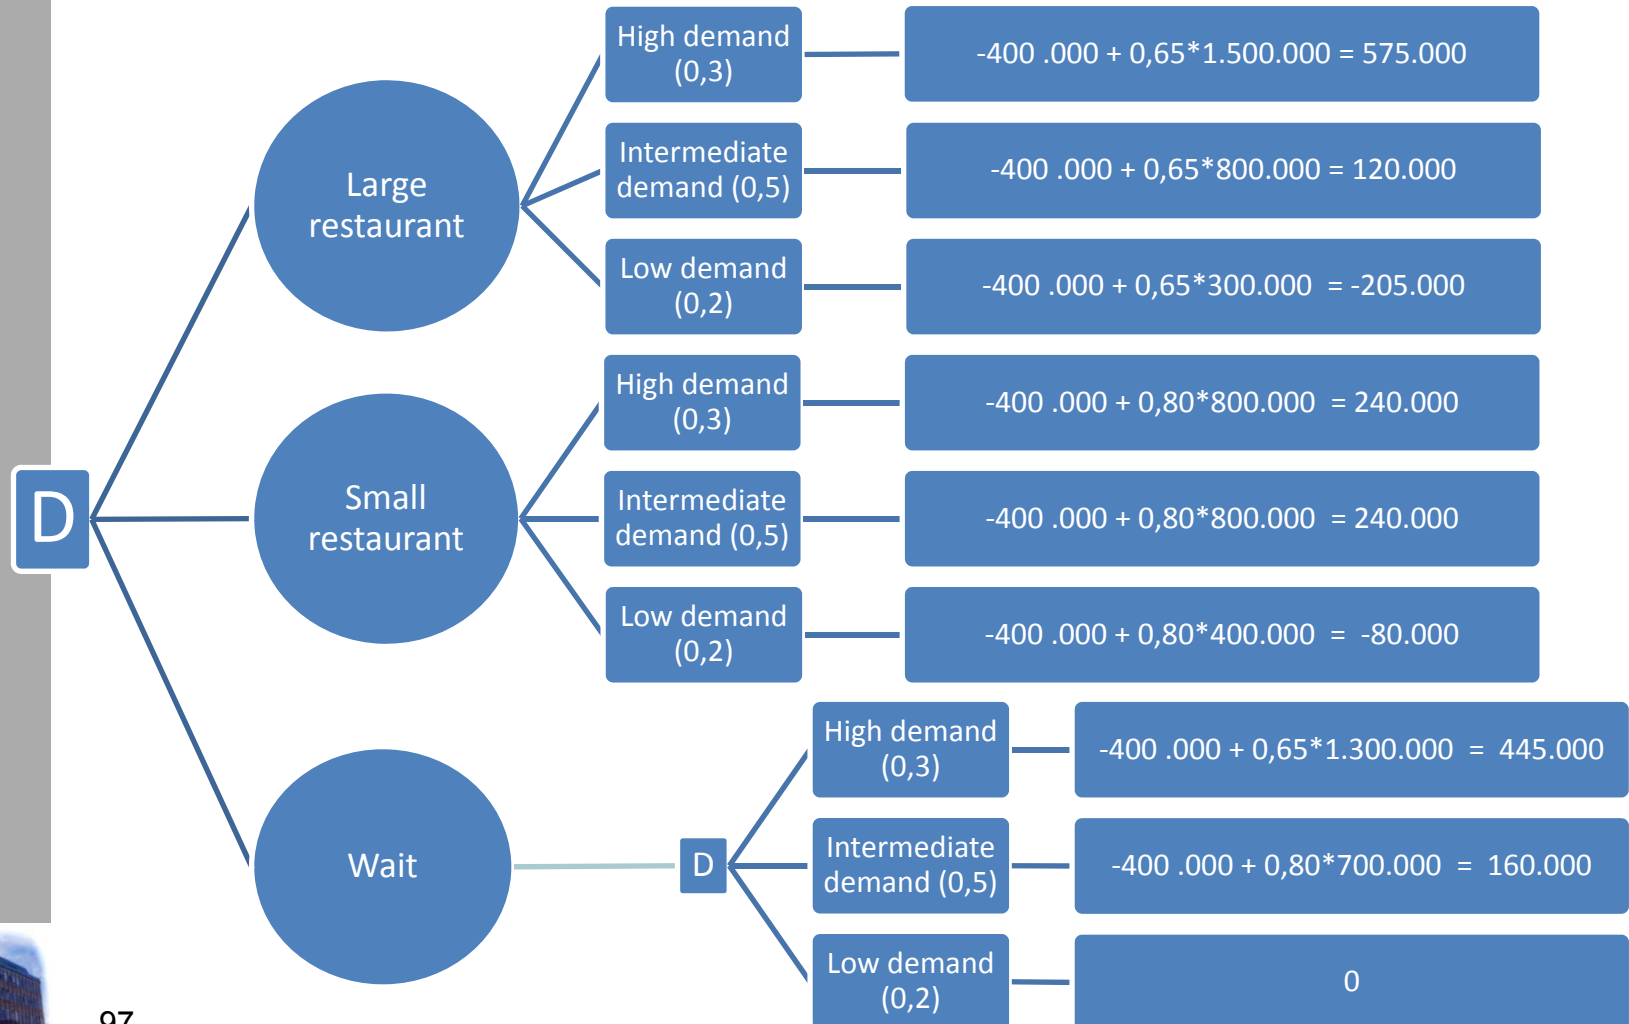 High demand
(0,3)
-400 .000 + 0,65*1.500.000 = 575.000
Intermediate
demand (0,5)
-400 .000 + 0,65*800.000 = 120.000
Large
restaurant
Low demand
(0,2)
-400 .000 + 0,65*300.000  = -205.000
High demand
(0,3)
-400 .000 + 0,80*800.000  = 240.000
D
Small
restaurant
Intermediate
demand (0,5)
-400 .000 + 0,80*800.000  = 240.000
Low demand
(0,2)
-400 .000 + 0,80*400.000  =  -80.000
High demand
(0,3)
-400 .000 + 0,65*1.300.000  =  445.000
Wait
D
Intermediate
demand (0,5)
-400 .000 + 0,80*700.000  =  160.000
Low demand
(0,2)
0
97